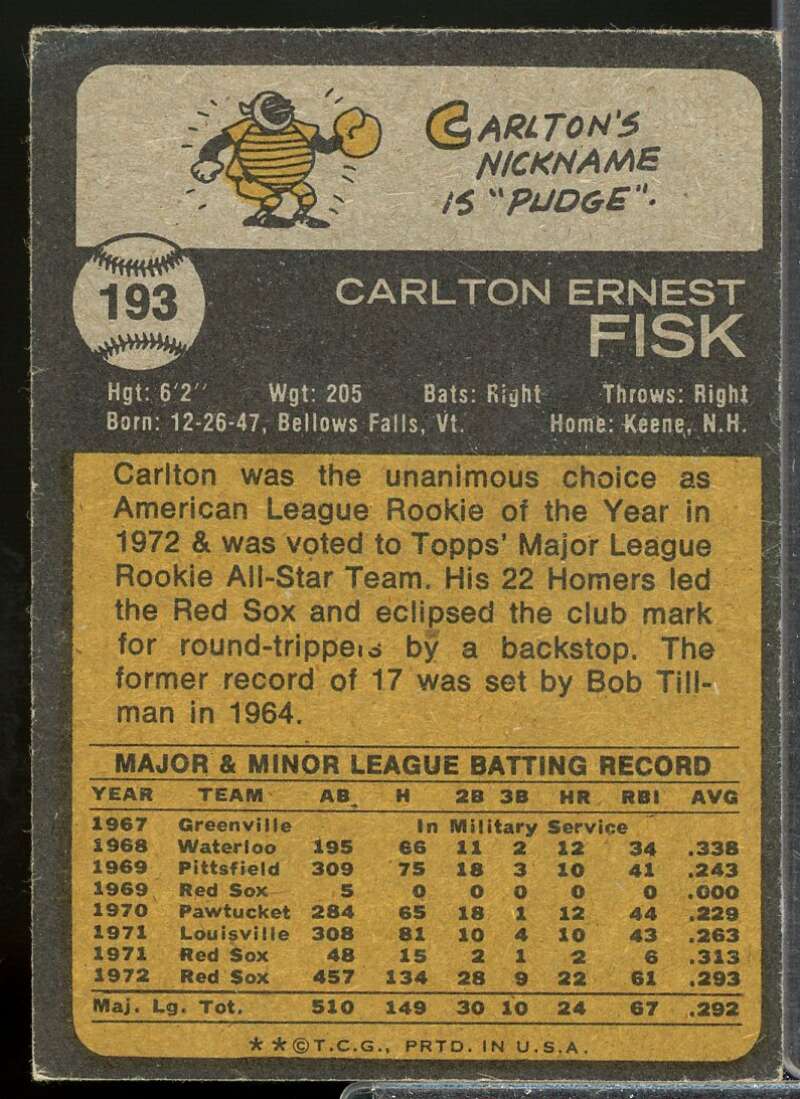 CARLTON'S
NICKNAME
IS "PUDGE".
193
CARLTON ERNEST
FISK
Hgt: 6'2" Wgt: 205 Bats: Right Throws: Right
Born: 12-26-47, Bellows Falls, Vt. Home: Keene, N.H.
Carlton was the unanimous choice as
American League Rookie of the Year in
1972 & was voted to Topps' Major League
Rookie All-Star Team. His 22 Homers led
the Red Sox and eclipsed the club mark
for round-trippers by a backstop. The
former record of 17 was set by Bob Till-
man in 1964.
MAJOR & MINOR LEAGUE BATTING RECORD
YEAR TEAM AB H 2B 3B HR RBI AVG
1967 Greenville In Military Service
1968 Waterloo 195 66 11 2 12 34 .338
1969 Pittsfield 309 75 18 3 10 41 .243
1969 Red Sox 5 0 0 0 0 0 .000
1970 Pawtucket 284 65 18 1 12 44 .229
1971 Louisville 308 81 10 4 10 43 .263
1971 Red Sox 48 15 2 1 2 6 .313
1972 Red Sox 457 134 28 9 22 61 .293
Maj. Lg. Tot. 510 149 30 10 24 67 .292
* * © T.C.G., PRTD. IN U.S.A.